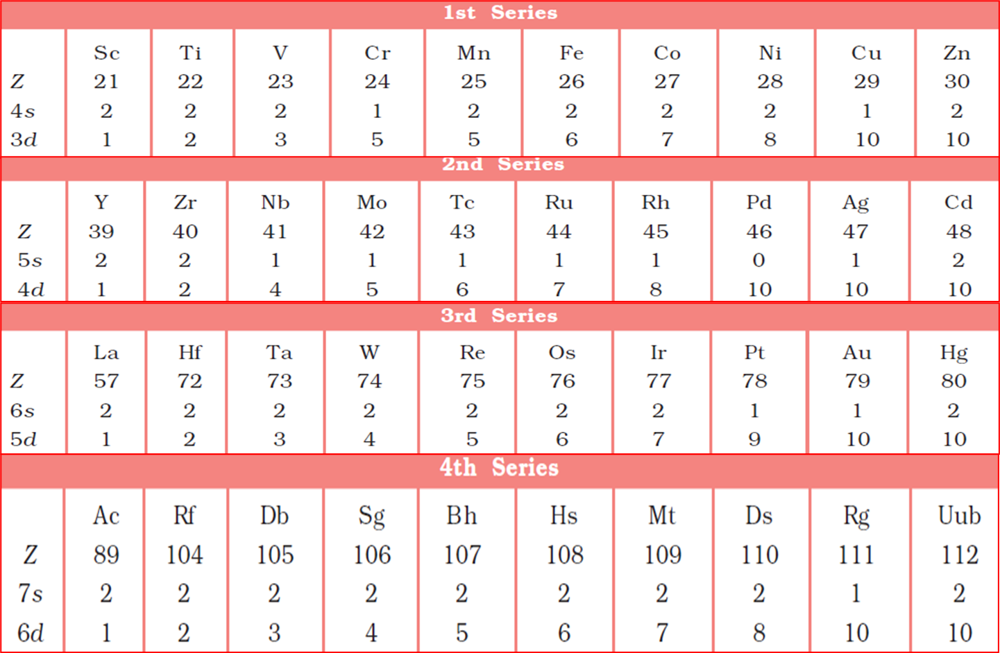 1st Series
Sc Ti V Cr Mn Fe Co Ni Cu Zn
Z 21 22 23 24 25 26 27 28 29 30
4s 2 2 2 1 2 2 2 2 1 2
3d 1 2 3 5 5 6 7 8 10 10
2nd Series
Y Zr Nb Mo Tc Ru Rh Pd Ag Cd
Z 39 40 41 42 43 44 45 46 47 48
5s 2 2 1 1 1 1 1 0 1 2
4d 1 2 4 5 6 7 8 10 10 10
3rd Series
La Hf Ta W Re Os Ir Pt Au Hg
Z 57 72 73 74 75 76 77 78 79 80
6s 2 2 2 2 2 2 2 1 1 2
5d 1 2 3 4 5 6 7 9 10 10
4th Series
Ac Rf Db Sg Bh Hs Mt Ds Rg Uub
Z 89 104 105 106 107 108 109 110 111 112
7s 2 2 2 2 2 2 2 2 1 2
6d 1 2 3 4 5 6 7 8 10 10